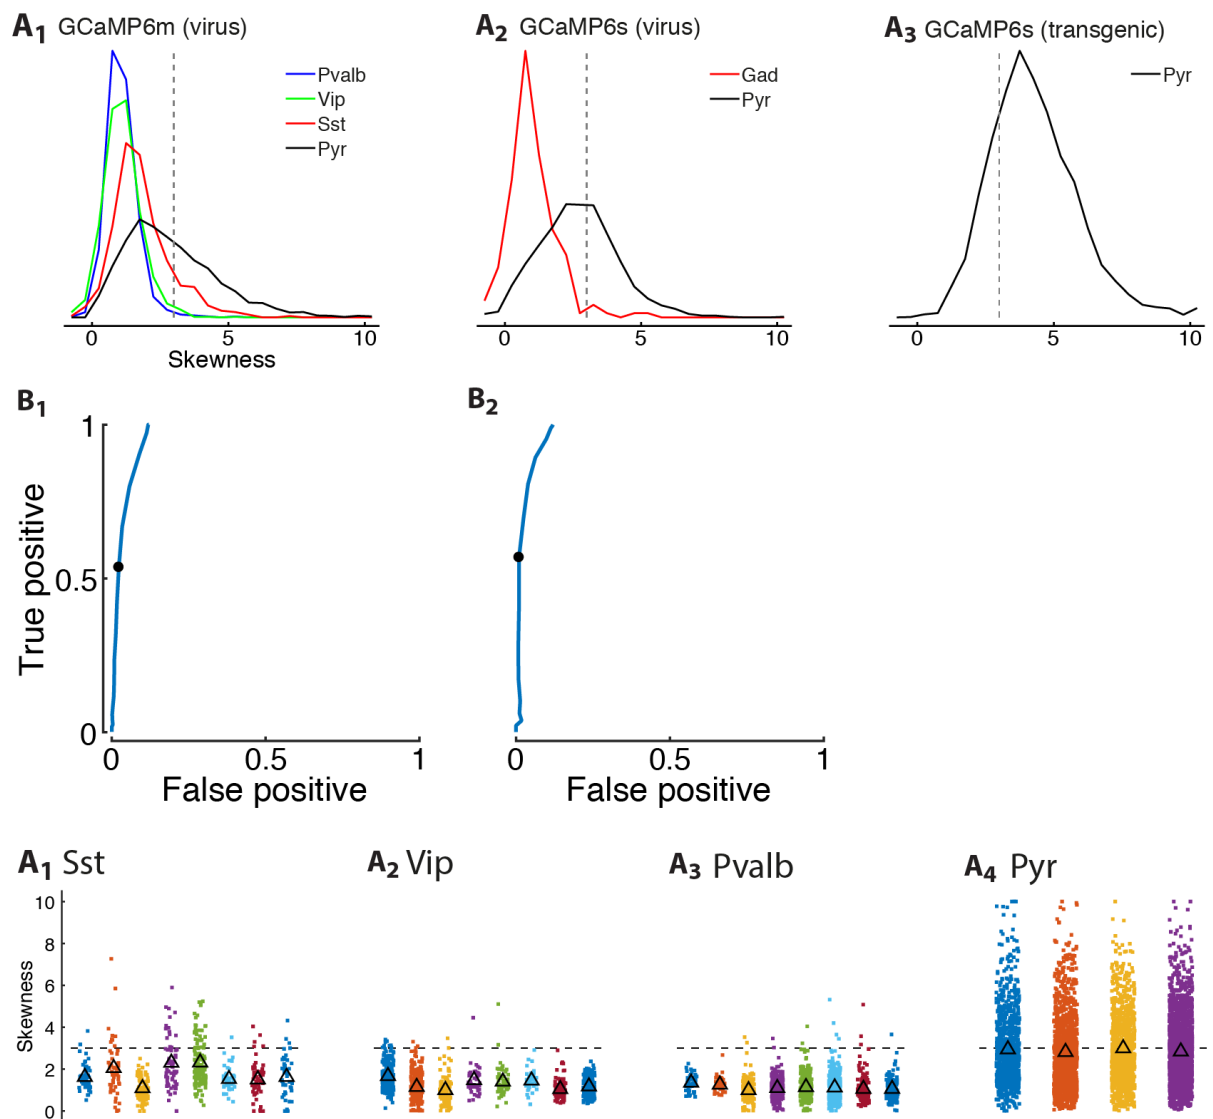 A1 GCaMP6m (virus)
Pvalb
Vip
Sst
Pyr
0 5 10
Skewness
A2 GCaMP6s (virus)
Gad
Pyr
0 5 10
A3 GCaMP6s (transgenic)
Pyr
0 5 10
B1
True positive
1
0.5
0
0 0.5 1
False positive
B2
0 0.5 1
False positive
A1 Sst
Skewness
10
8
6
4
2
0
A2 Vip
A3 Pvalb
A4 Pyr